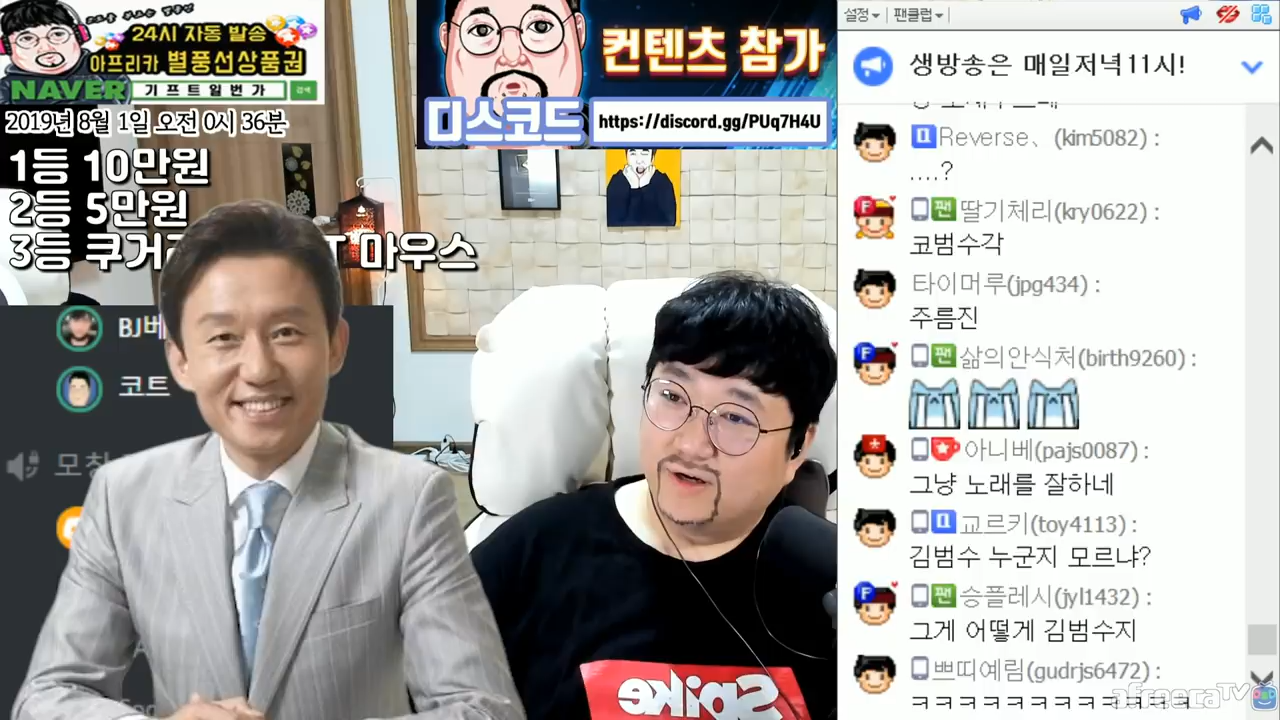 24시 자동 발송
아프리카 별풍선상품권
NAVER 기프트일번가 검색
2019년 8월 1일 오전 0시 36분
1등 10만원
2등 5만원
3등 쿠거 마우스
BJ베
코트
컨텐츠 참가
디스코드 https://discord.gg/PUq7H4U
Spike
설정 팬클럽
생방송은 매일저녁11시!
Reverse、(kim5082) :
....?
팬 딸기체리(kry0622) :
코범수각
타이머루(jpg434) :
주름진
팬 삶의안식처(birth9260) :
아니베(pajs0087) :
그냥 노래를 잘하네
교르키(toy4113) :
김범수 누군지 모르냐?
팬 승플레시(jyl1432) :
그게 어떻게 김범수지
쁘띠예림(gudrjs6472) :
ㅋㅋㅋㅋㅋㅋㅋㅋㅋㅋ
afreecaTV